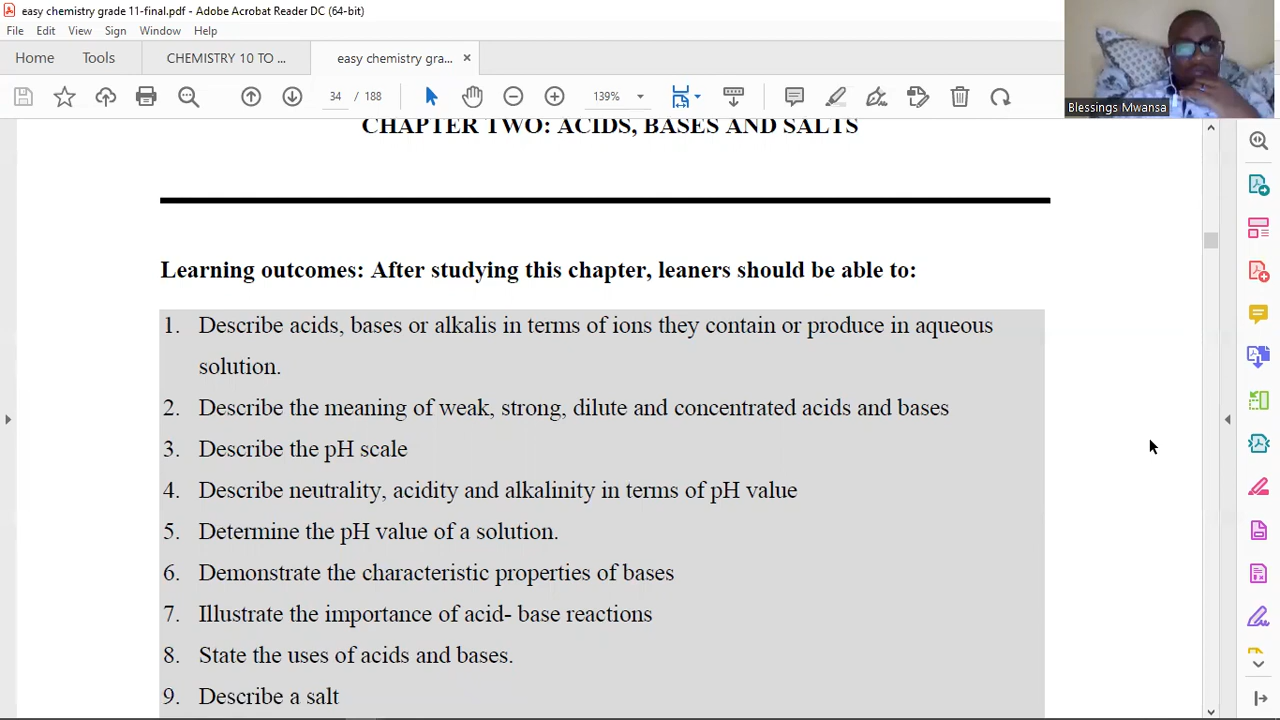 easy chemistry grade 11-final.pdf - Adobe Acrobat Reader DC (64-bit)
File Edit View Sign Window Help
Home Tools CHEMISTRY 10 TO ... easy chemistry gra... ×
34 / 188 139%
Blessings Mwansa
CHAPTER TWO: ACIDS, BASES AND SALTS
Learning outcomes: After studying this chapter, leaners should be able to:
1. Describe acids, bases or alkalis in terms of ions they contain or produce in aqueous
solution.
2. Describe the meaning of weak, strong, dilute and concentrated acids and bases
3. Describe the pH scale
4. Describe neutrality, acidity and alkalinity in terms of pH value
5. Determine the pH value of a solution.
6. Demonstrate the characteristic properties of bases
7. Illustrate the importance of acid- base reactions
8. State the uses of acids and bases.
9. Describe a salt